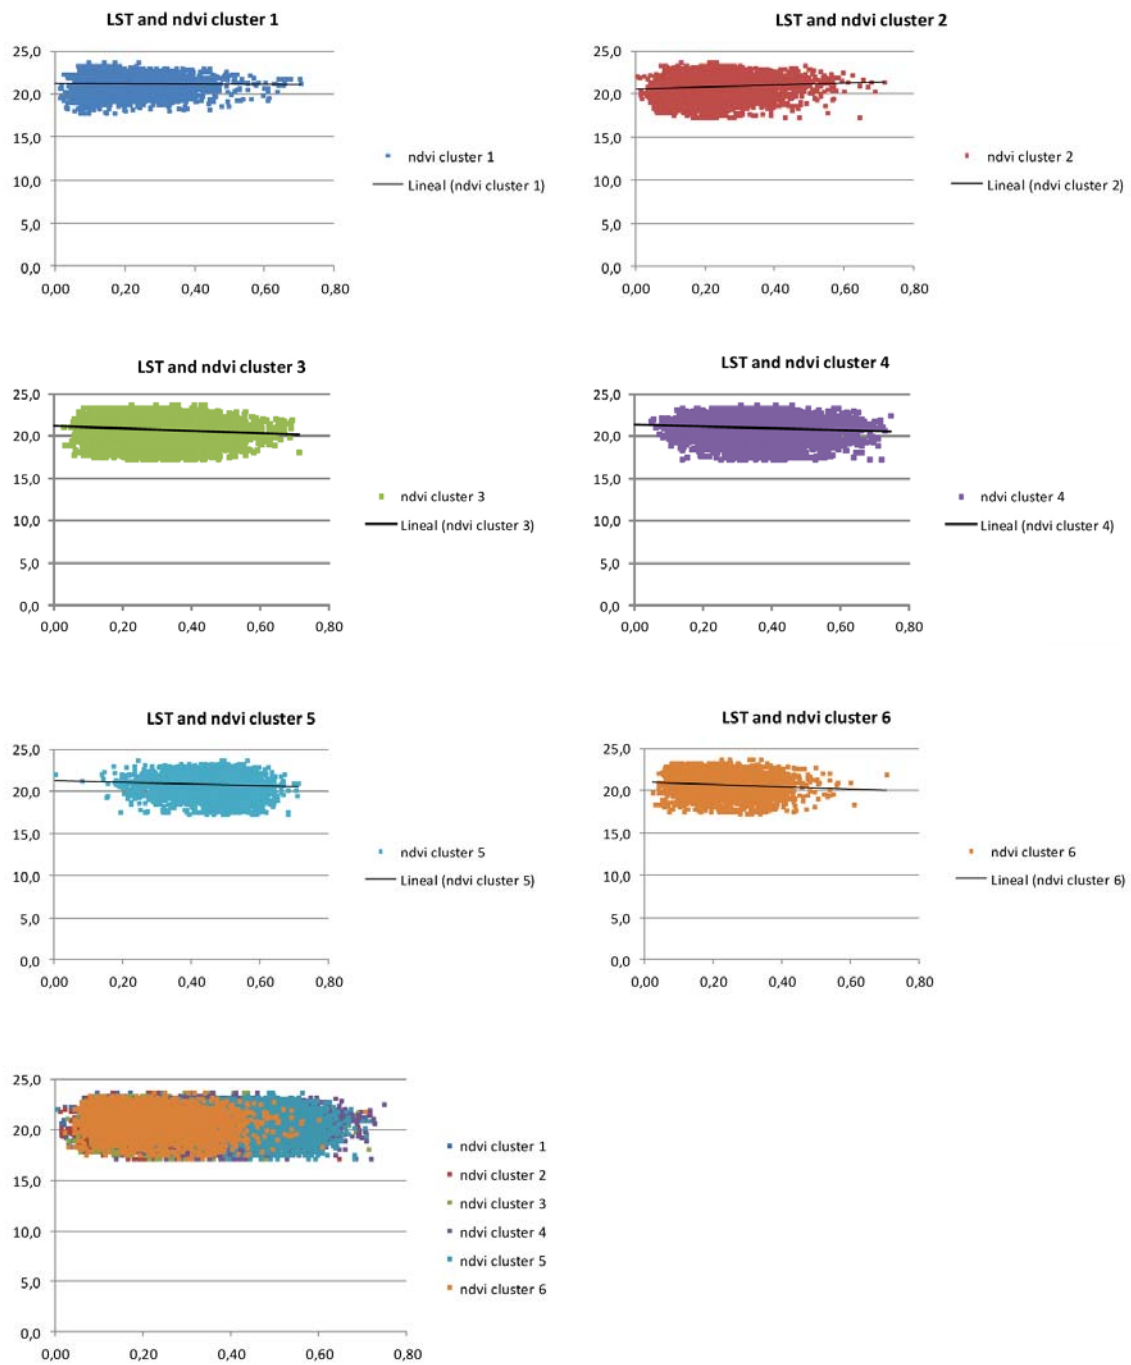 LST and ndvi cluster 1
25,0
20,0
15,0
10,0
5,0
0,0
0,00 0,20 0,40 0,60 0,80
ndvi cluster 1
Lineal (ndvi cluster 1)
LST and ndvi cluster 2
25,0
20,0
15,0
10,0
5,0
0,0
0,00 0,20 0,40 0,60 0,80
ndvi cluster 2
Lineal (ndvi cluster 2)
LST and ndvi cluster 3
25,0
20,0
15,0
10,0
5,0
0,0
0,00 0,20 0,40 0,60 0,80
ndvi cluster 3
Lineal (ndvi cluster 3)
LST and ndvi cluster 4
25,0
20,0
15,0
10,0
5,0
0,0
0,00 0,20 0,40 0,60 0,80
ndvi cluster 4
Lineal (ndvi cluster 4)
LST and ndvi cluster 5
25,0
20,0
15,0
10,0
5,0
0,0
0,00 0,20 0,40 0,60 0,80
ndvi cluster 5
Lineal (ndvi cluster 5)
LST and ndvi cluster 6
25,0
20,0
15,0
10,0
5,0
0,0
0,00 0,20 0,40 0,60 0,80
ndvi cluster 6
Lineal (ndvi cluster 6)
25,0
20,0
15,0
10,0
5,0
0,0
0,00 0,20 0,40 0,60 0,80
ndvi cluster 1
ndvi cluster 2
ndvi cluster 3
ndvi cluster 4
ndvi cluster 5
ndvi cluster 6